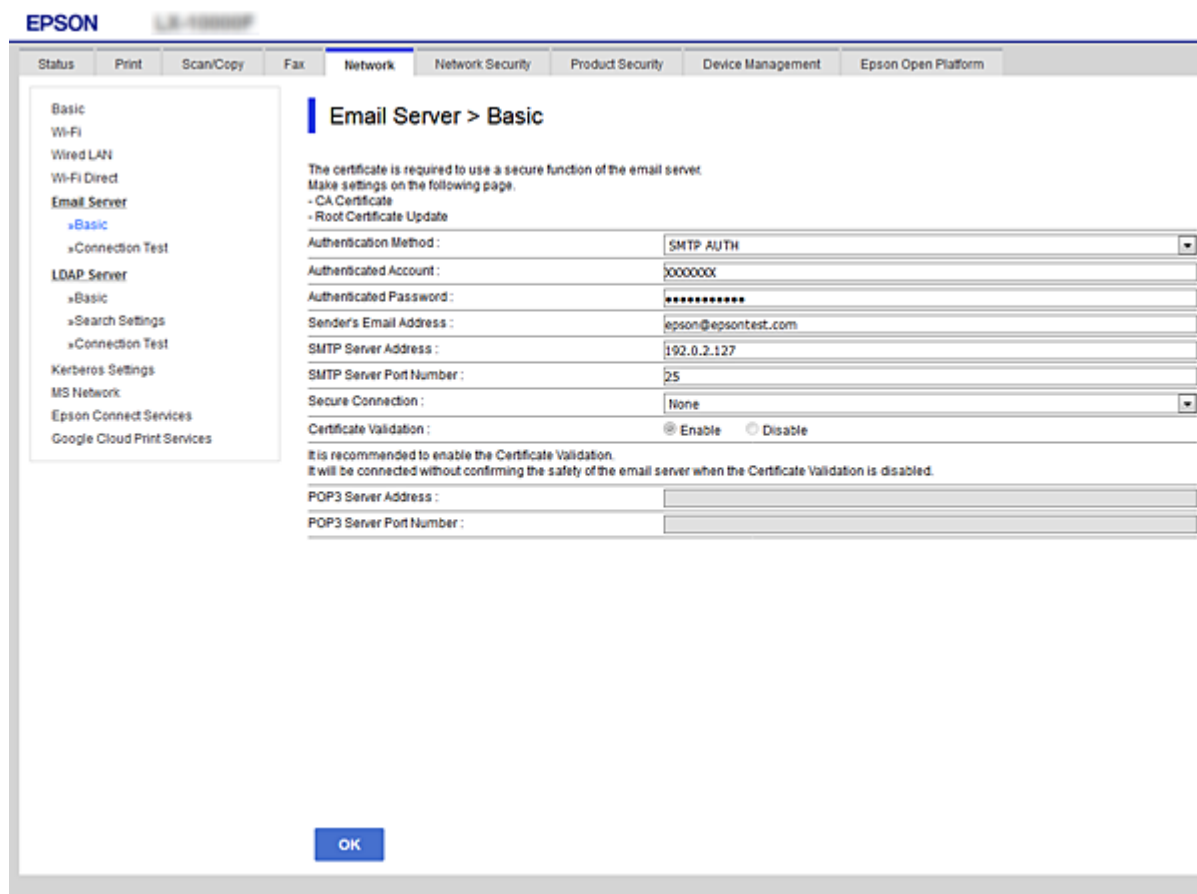 EPSON
Status Print Scan/Copy Fax Network Network Security Product Security Device Management Epson Open Platform
Basic
Wi-Fi
Wired LAN
Wi-Fi Direct
Email Server
»Basic
»Connection Test
LDAP Server
»Basic
»Search Settings
»Connection Test
Kerberos Settings
MS Network
Epson Connect Services
Google Cloud Print Services
Email Server > Basic
The certificate is required to use a secure function of the email server.
Make settings on the following page.
- CA Certificate
- Root Certificate Update
Authentication Method : SMTP AUTH
Authenticated Account : XXXXXXX
Authenticated Password : •••••••••••
Sender's Email Address : epson@epsontest.com
SMTP Server Address : 192.0.2.127
SMTP Server Port Number : 25
Secure Connection : None
Certificate Validation : Enable Disable
It is recommended to enable the Certificate Validation.
It will be connected without confirming the safety of the email server when the Certificate Validation is disabled.
POP3 Server Address :
POP3 Server Port Number :
OK